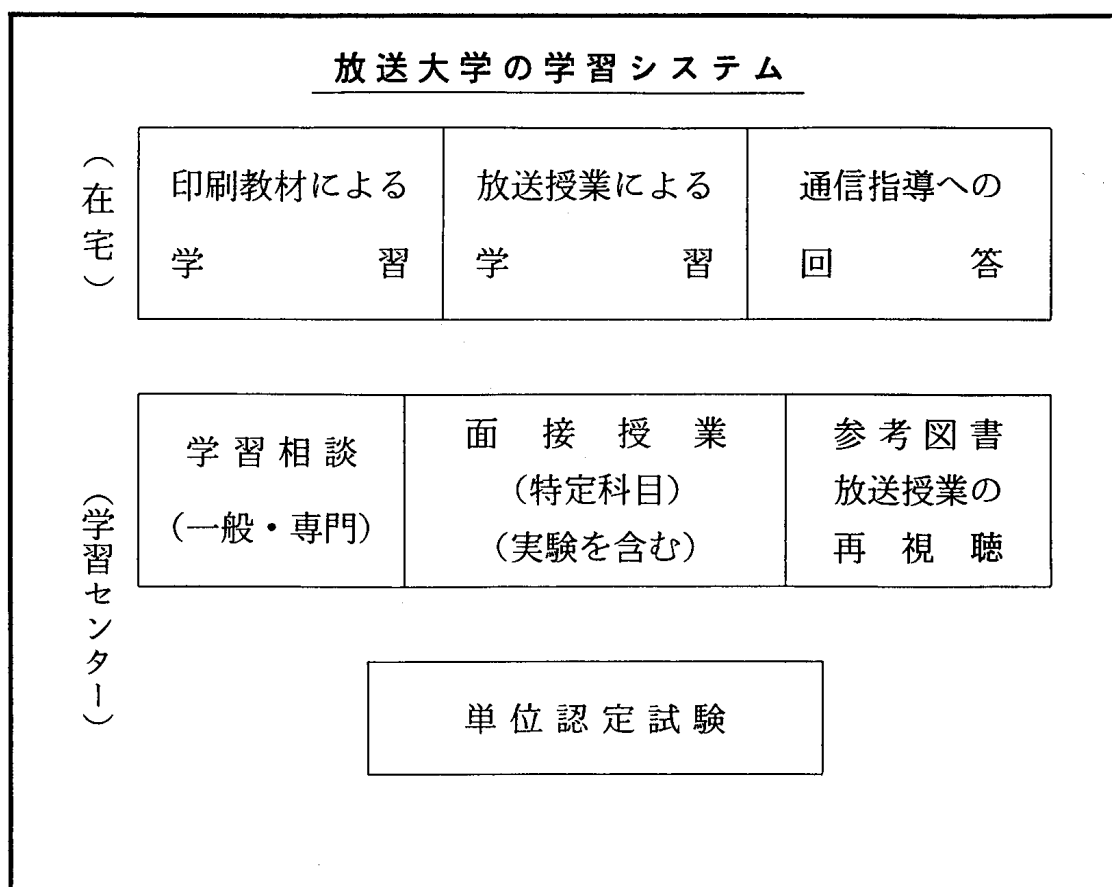 放送大学の学習システム
（在宅）
印刷教材による
学習
放送授業による
学習
通信指導への
回答
（学習センター）
学習相談
（一般・専門）
面接授業
（特定科目）
（実験を含む）
参考図書
放送授業の
再視聴
単位認定試験